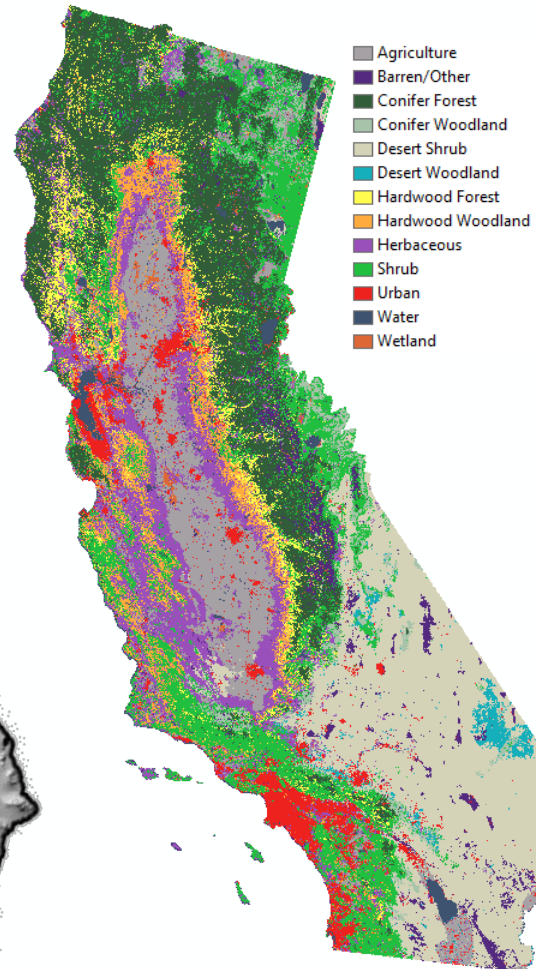 Agriculture
Barren/Other
Conifer Forest
Conifer Woodland
Desert Shrub
Desert Woodland
Hardwood Forest
Hardwood Woodland
Herbaceous
Shrub
Urban
Water
Wetland